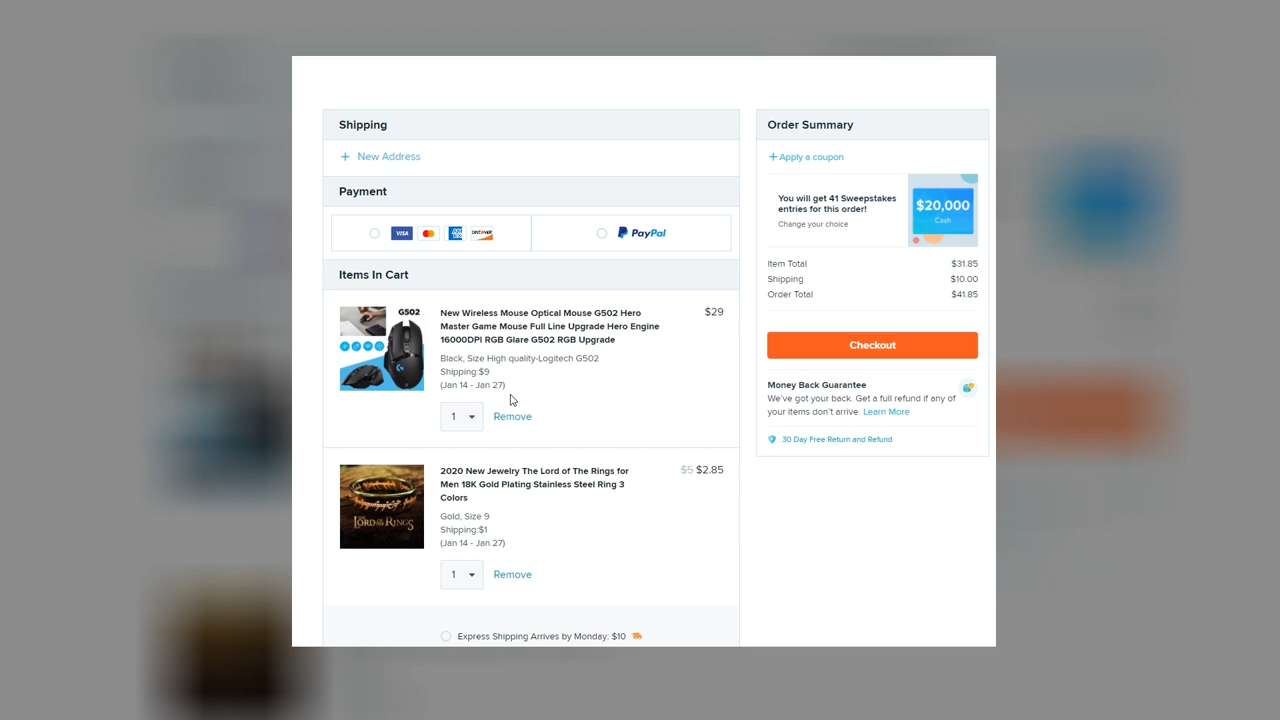 Shipping
+ New Address
Payment
VISA
DISCOVER
PayPal
Items In Cart
G502
New Wireless Mouse Optical Mouse G502 Hero
Master Game Mouse Full Line Upgrade Hero Engine
16000DPI RGB Glare G502 RGB Upgrade
$29
Black, Size High quality-Logitech G502
Shipping:$9
(Jan 14 - Jan 27)
1
Remove
THE
LORD OF THE
RINGS
2020 New Jewelry The Lord of The Rings for
Men 18K Gold Plating Stainless Steel Ring 3
Colors
$5 $2.85
Gold, Size 9
Shipping:$1
(Jan 14 - Jan 27)
1
Remove
Express Shipping Arrives by Monday: $10
Order Summary
+ Apply a coupon
You will get 41 Sweepstakes
entries for this order!
Change your choice
$20,000
Cash
Item Total $31.85
Shipping $10.00
Order Total $41.85
Checkout
Money Back Guarantee
We've got your back. Get a full refund if any of
your items don't arrive. Learn More
30 Day Free Return and Refund